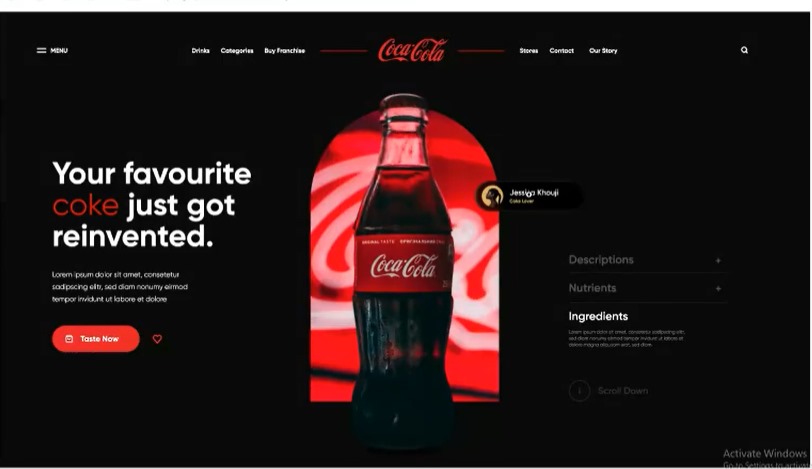 MENU
Drinks Categories Buy Franchise
Coca-Cola
Stores Contact Our Story
Your favourite
coke just got
reinvented.
Lorem ipsum dolor sit amet, consetetur
sadipscing elitr, sed diam nonumy eirmod
tempor invidunt ut labore et dolore
Taste Now
ORIGINAL TASTE
Coca-Cola
Jessica Khouji
Coke Lover
Descriptions +
Nutrients +
Ingredients
Lorem ipsum dolor sit amet, consetetur sadipscing elitr,
sed diam nonumy eirmod tempor invidunt ut labore et
dolore magna aliquyam erat, sed diam
Scroll Down
Activate Windows
Go to Settings to activa